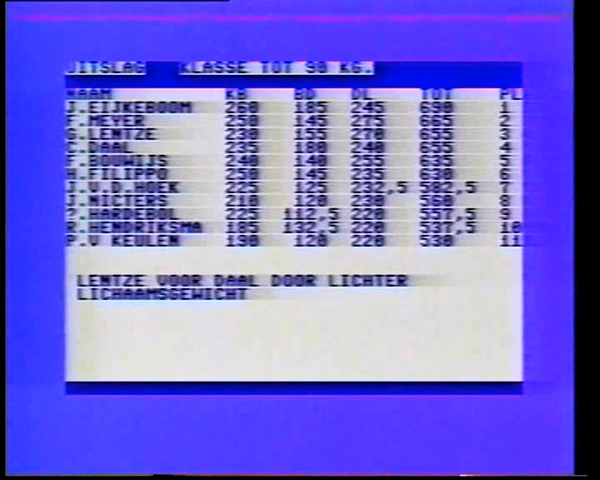 UITSLAG KLASSE TOT 90 KG.
NAAM KB BD DL TOT PL
J.EIJKEBOOM 260 185 245 690 1
F.MEYER 250 145 275 665 2
G.LENTZE 230 155 270 655 3
C.DAAL 235 180 240 655 4
F.BOUWIJS 240 140 255 635 5
H.FILIPPO 250 145 235 630 6
J.V.D.HOEK 225 125 232,5 582,5 7
J.NICTERS 210 120 230 560 8
HARDEBOL 225 112,5 220 557,5 9
R.HENDRIKSMA 185 132,5 220 537,5 10
P.V KEULEN 190 120 220 530 11
LENTZE VOOR DAAL DOOR LICHTER
LICHAAMSGEWICHT